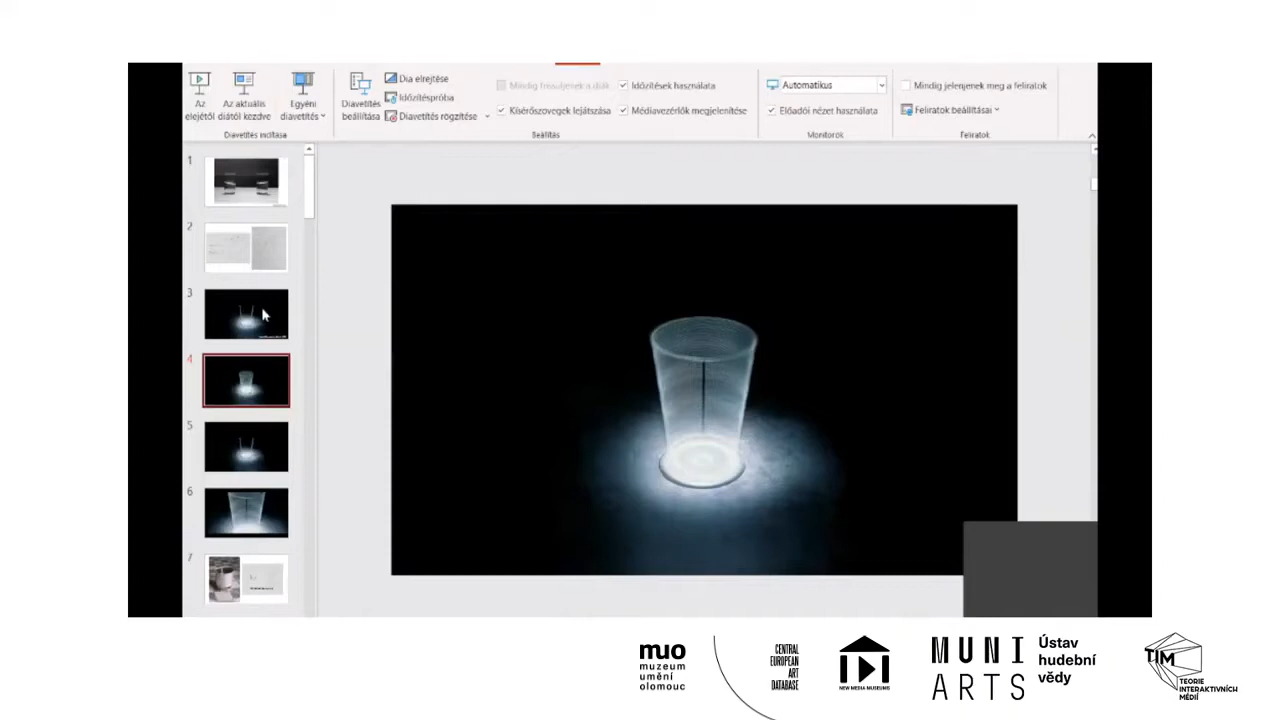 Az elejétől
Az aktuális diától kezdve
Egyéni diavetítés
Diavetítés indítása
Diavetítés beállítása
Dia elrejtése
Időzítéspróba
Diavetítés rögzítése
Mindig frissüljenek a diák
Kísérőszövegek lejátszása
Időzítések használata
Médiavezérlők megjelenítése
Beállítás
Automatikus
Előadói nézet használata
Monitorok
Mindig jelenjenek meg a feliratok
Feliratok beállításai
Feliratok
1
2
3
4
5
6
7
muo
muzeum
umění
olomouc
CENTRAL
EUROPEAN
ART
DATABASE
NEW MEDIA MUSEUMS
MUNI
ARTS
Ústav
hudební
vědy
TIM
TEORIE
INTERAKTIVNÍCH
MÉDIÍ